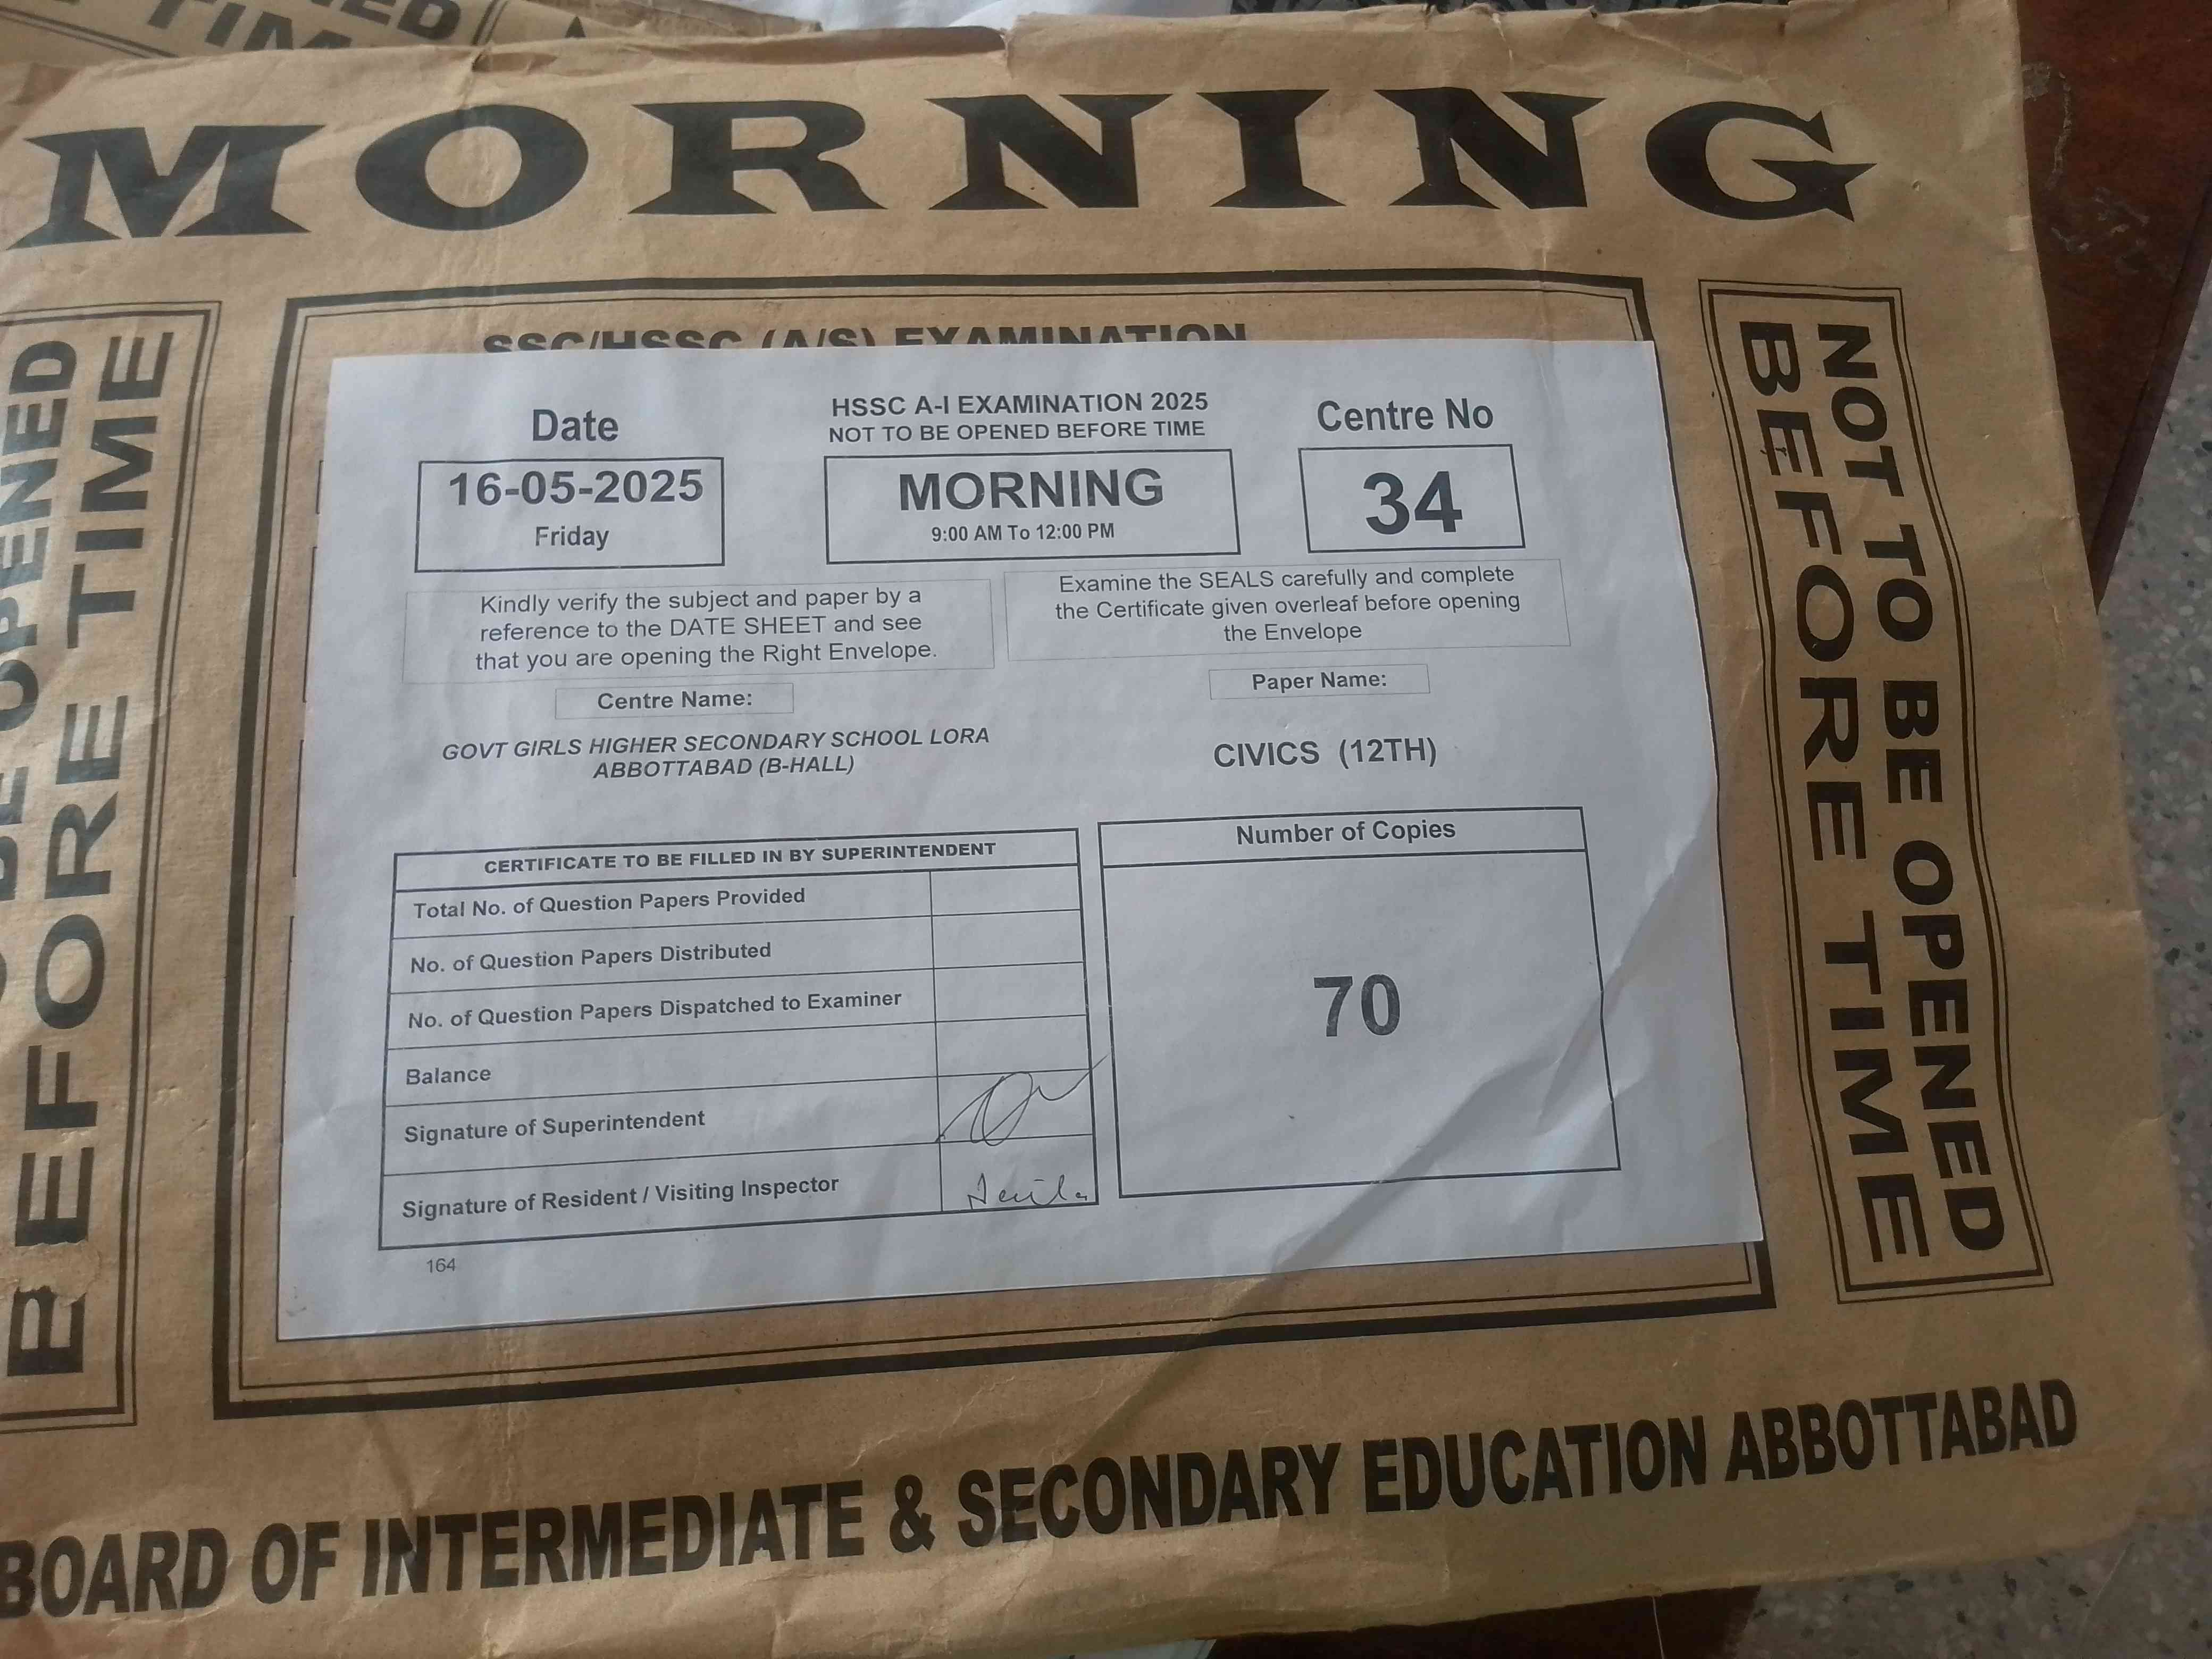 ED
TIM
MORNING
NOT TO BE OPENED
BEFORE TIME
SSC/HSSC (A/S) EXAMINATION
Date
HSSC A-I EXAMINATION 2025
NOT TO BE OPENED BEFORE TIME
Centre No
16-05-2025
Friday
MORNING
9:00 AM To 12:00 PM
34
Kindly verify the subject and paper by a
reference to the DATE SHEET and see
that you are opening the Right Envelope.
Examine the SEALS carefully and complete
the Certificate given overleaf before opening
the Envelope
Centre Name:
Paper Name:
GOVT GIRLS HIGHER SECONDARY SCHOOL LORA
ABBOTTABAD (B-HALL)
CIVICS (12TH)
CERTIFICATE TO BE FILLED IN BY SUPERINTENDENT
Total No. of Question Papers Provided
No. of Question Papers Distributed
No. of Question Papers Dispatched to Examiner
Balance
Signature of Superintendent
Signature of Resident / Visiting Inspector
Number of Copies
70
164
BE OPENED
BEFORE TIME
BOARD OF INTERMEDIATE & SECONDARY EDUCATION ABBOTTABAD